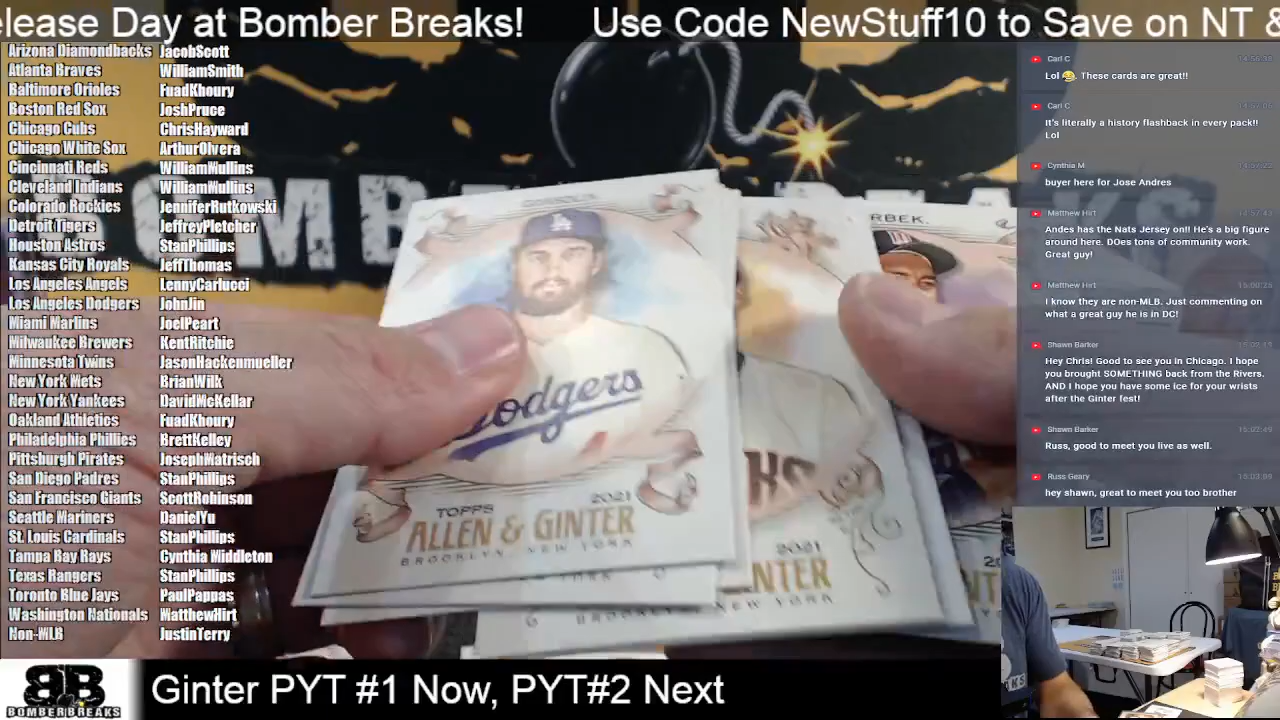 elease Day at Bomber Breaks!
Use Code NewStuff10 to Save on NT &
Arizona Diamondbacks JacobScott
Atlanta Braves WilliamSmith
Baltimore Orioles FuadKhoury
Boston Red Sox JoshPruce
Chicago Cubs ChrisHayward
Chicago White Sox ArthurOlvera
Cincinnati Reds WilliamMullins
Cleveland Indians WilliamMullins
Colorado Rockies JenniferRutkowski
Detroit Tigers JeffreyPletcher
Houston Astros StanPhillips
Kansas City Royals JeffThomas
Los Angeles Angels LennyCarlucci
Los Angeles Dodgers JohnJin
Miami Marlins JoelPeart
Milwaukee Brewers KentRitchie
Minnesota Twins JasonHackenmueller
New York Mets BrianWilk
New York Yankees DavidMcKellar
Oakland Athletics FuadKhoury
Philadelphia Phillies BrettKelley
Pittsburgh Pirates JosephMatrisch
San Diego Padres StanPhillips
San Francisco Giants ScottRobinson
Seattle Mariners DanielYu
St. Louis Cardinals StanPhillips
Tampa Bay Rays Cynthia Middleton
Texas Rangers StanPhillips
Toronto Blue Jays PaulPappas
Washington Nationals MatthewHirt
Non-MLB JustinTerry
RBEK.
LA
Dodgers
KS
TOPPS 2021
ALLEN & GINTER
BROOKLYN, NEW YORK
2021
NTER
NEW YORK
Carl C
Lol 😂 These cards are great!!
Carl C
It's literally a history flashback in every pack!!
Lol
Cynthia M
buyer here for Jose Andres
Matthew Hirt
Andes has the Nats Jersey on!! He's a big figure
around here. DOes tons of community work.
Great guy!
Matthew Hirt
I know they are non-MLB. Just commenting on
what a great guy he is in DC!
Shawn Barker
Hey Chris! Good to see you in Chicago. I hope
you brought SOMETHING back from the Rivers.
AND I hope you have some ice for your wrists
after the Ginter fest!
Shawn Barker
Russ, good to meet you live as well.
Russ Geary
hey shawn, great to meet you too brother
BB
BOMBERBREAKS
Ginter PYT #1 Now, PYT#2 Next